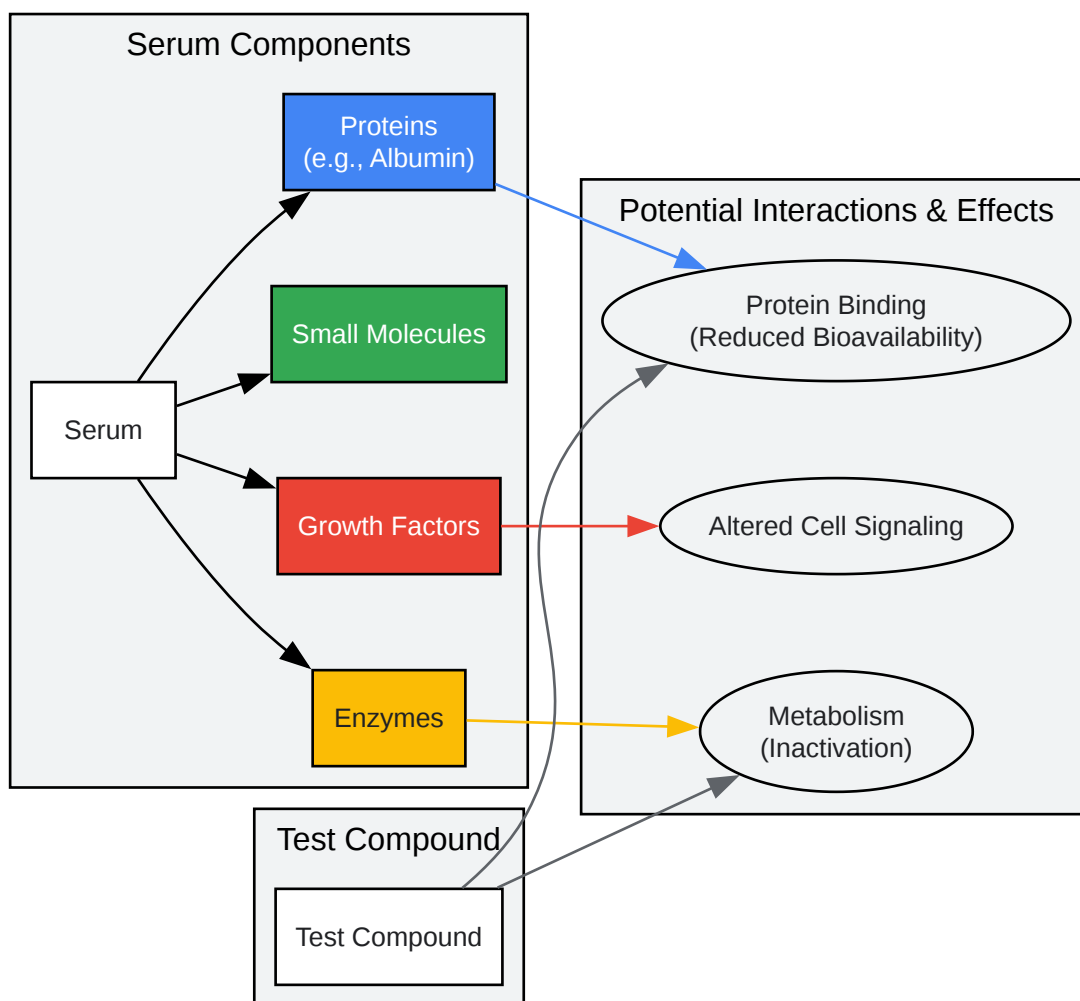 Serum Components
Proteins
(e.g., Albumin)
Small Molecules
Serum
Growth Factors
Enzymes
Potential Interactions & Effects
Protein Binding
(Reduced Bioavailability)
Altered Cell Signaling
Metabolism
(Inactivation)
Test Compound
Test Compound